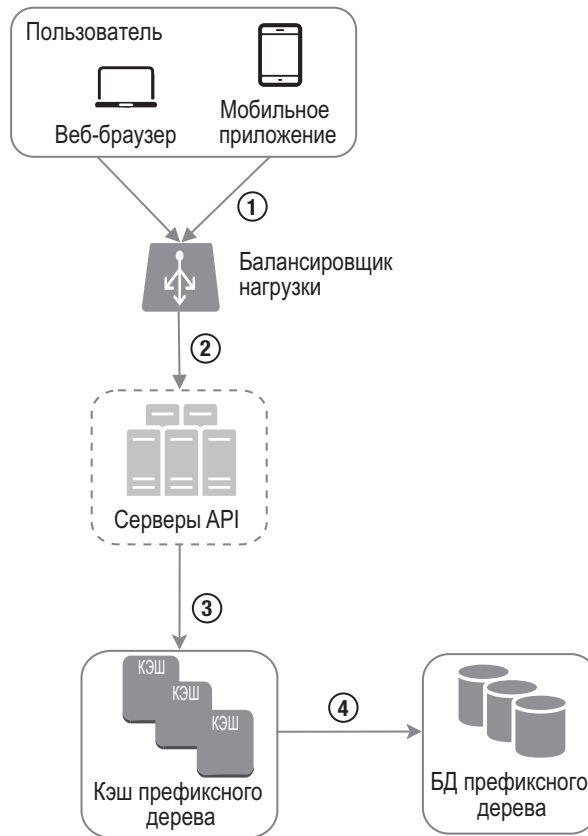 Пользователь
Веб-браузер
Мобильное
приложение
1
Балансировщик
нагрузки
2
Серверы API
3
КЭШ
КЭШ
КЭШ
Кэш префиксного
дерева
4
БД префиксного
дерева